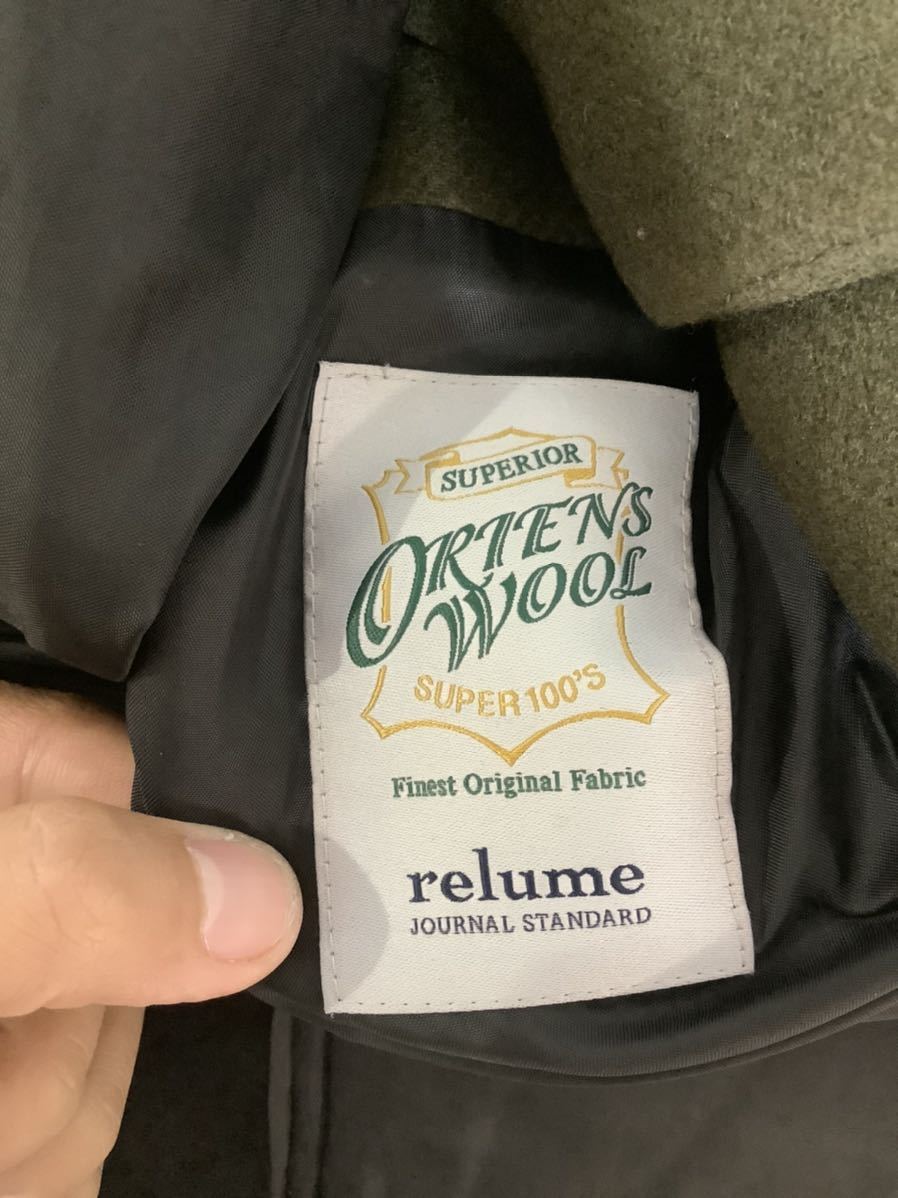 SUPERIOR
ORIENS
WOOL
SUPER 100'S
Finest Original Fabric
relume
JOURNAL STANDARD